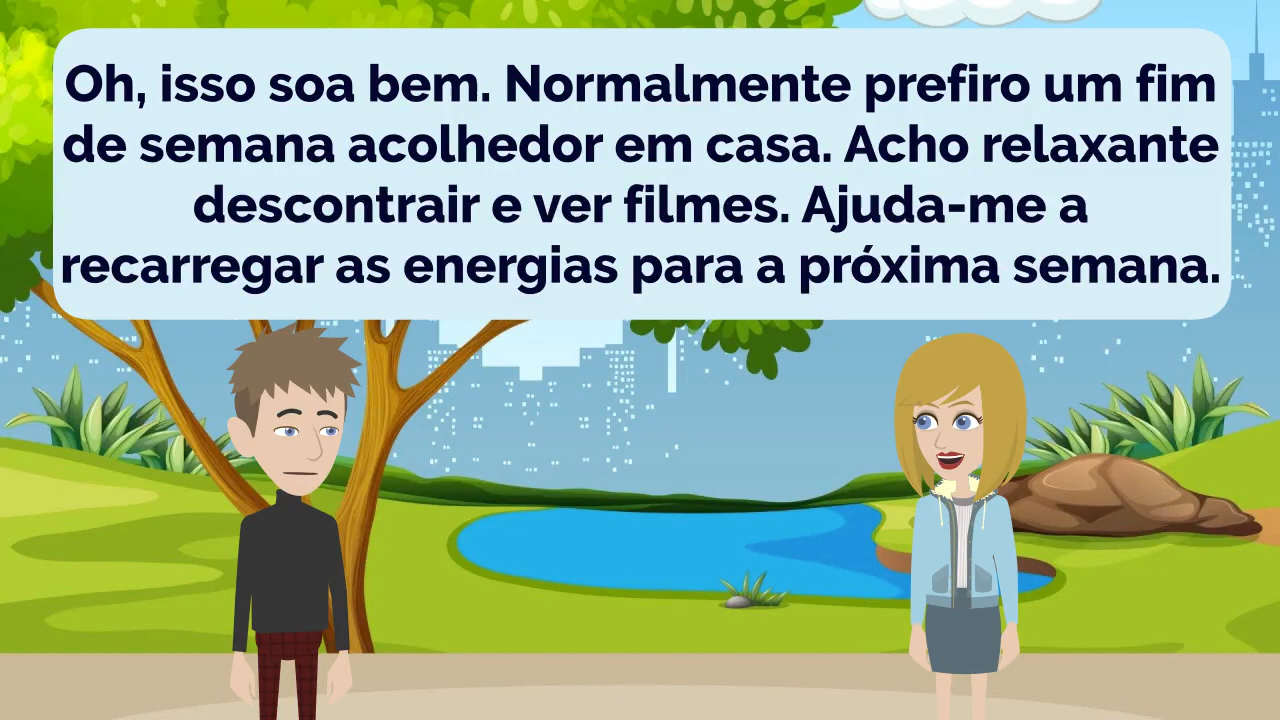 Oh, isso soa bem. Normalmente prefiro um fim
de semana acolhedor em casa. Acho relaxante
descontrair e ver filmes. Ajuda-me a
recarregar as energias para a próxima semana.